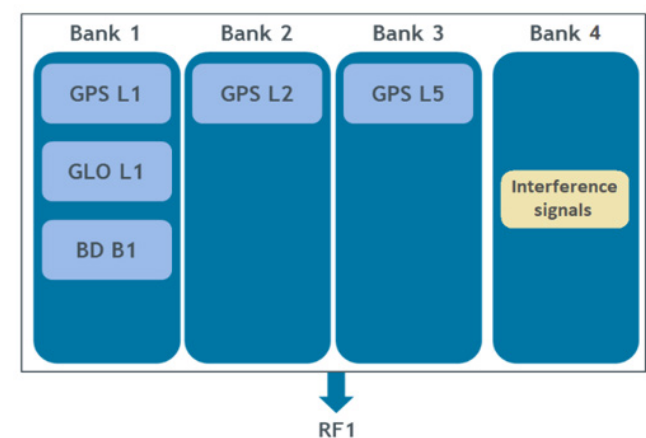 Bank 1 Bank 2 Bank 3 Bank 4
GPS L1 GPS L2 GPS L5
GLO L1
Interference
signals
BD B1
RF1